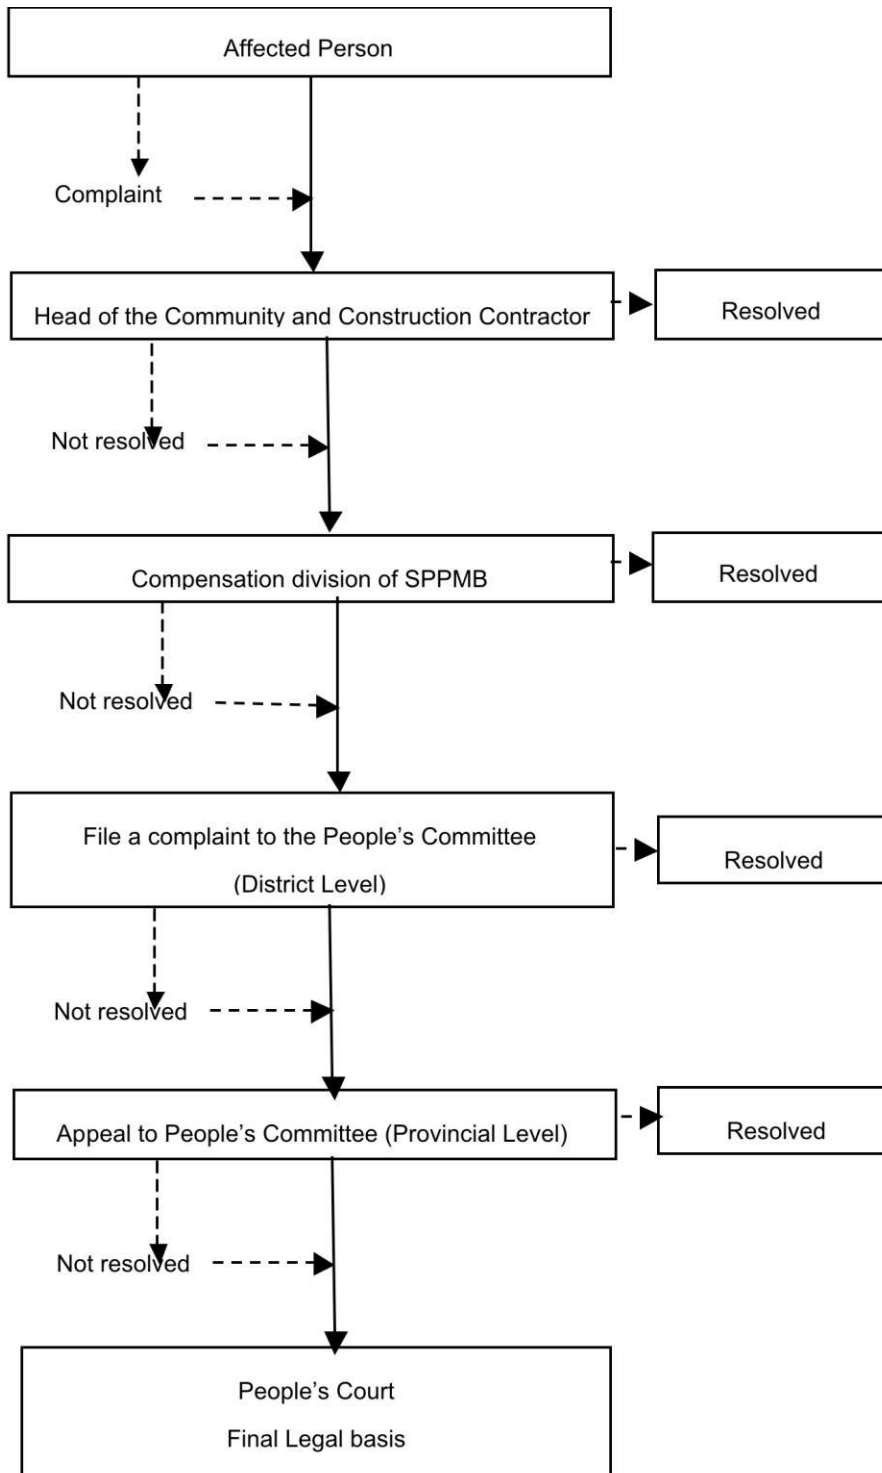 Affected Person
Complaint
Head of the Community and Construction Contractor
Resolved
Not resolved
Compensation division of SPPMB
Resolved
Not resolved
File a complaint to the People’s Committee
(District Level)
Resolved
Not resolved
Appeal to People’s Committee (Provincial Level)
Resolved
Not resolved
People’s Court
Final Legal basis